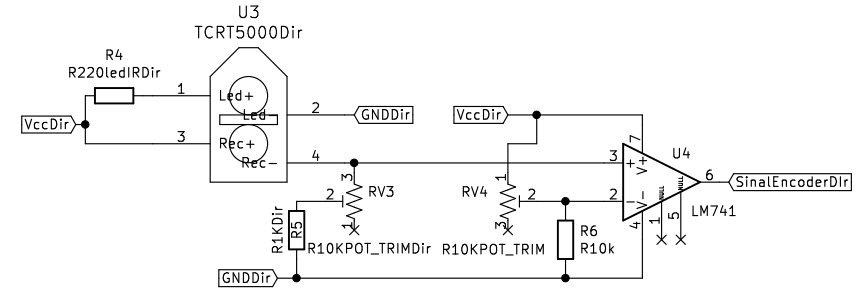 U3
TCRT5000Dir
R4
R220ledIRDir
1
Led+
2
Led-
GNDDir
VccDir
VccDir
3
Rec+
7
U4
Rec-
4
3
+
V+
NULL
6
SinalEncoderDIr
3
RV3
1
RV4
2
2
2
-
V-
NULL
LM741
R1KDir
R5
1
3
4
1
5
R6
R10KPOT_TRIMDir
R10KPOT_TRIM
R10k
GNDDir